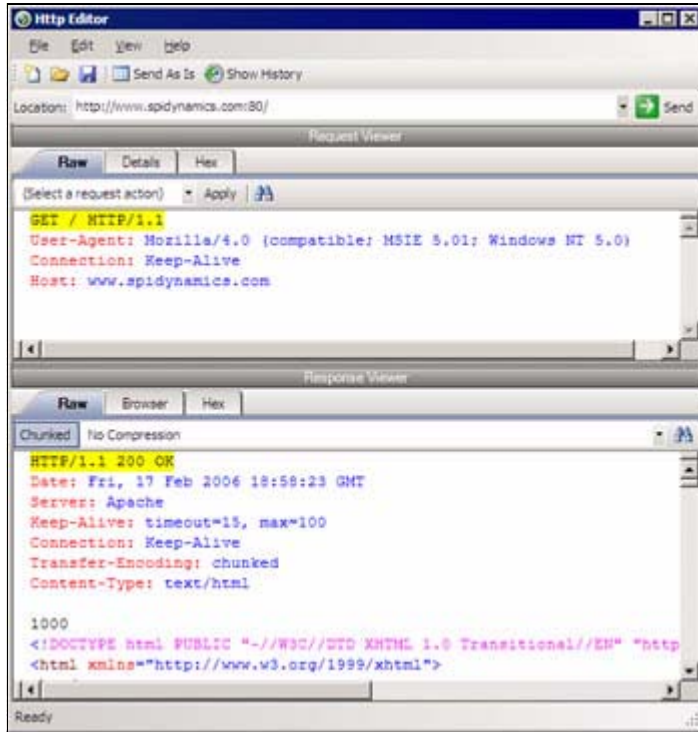 Http Editor
File Edit View Help
Send As Is Show History
Location: http://www.spidynamics.com:80/ Send
Request Viewer
Raw Details Hex
(Select a request action) Apply
GET / HTTP/1.1
User-Agent: Mozilla/4.0 (compatible; MSIE 5.01; Windows NT 5.0)
Connection: Keep-Alive
Host: www.spidynamics.com
Response Viewer
Raw Browser Hex
Chunked No Compression
HTTP/1.1 200 OK
Date: Fri, 17 Feb 2006 18:58:23 GMT
Server: Apache
Keep-Alive: timeout=15, max=100
Connection: Keep-Alive
Transfer-Encoding: chunked
Content-Type: text/html
1000
<!DOCTYPE html PUBLIC "-//W3C//DTD XHTML 1.0 Transitional//EN" "http
<html xmlns="http://www.w3.org/1999/xhtml">
Ready